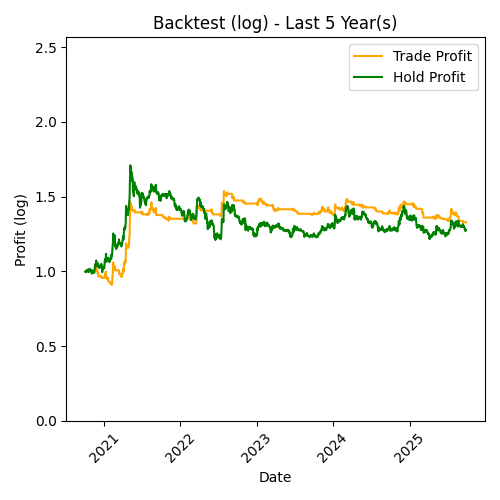 Backtest (log) - Last 5 Year(s)
Trade Profit
Hold Profit
2.5
2.0
1.5
1.0
0.5
0.0
Profit (log)
2021
2022
2023
2024
2025
Date